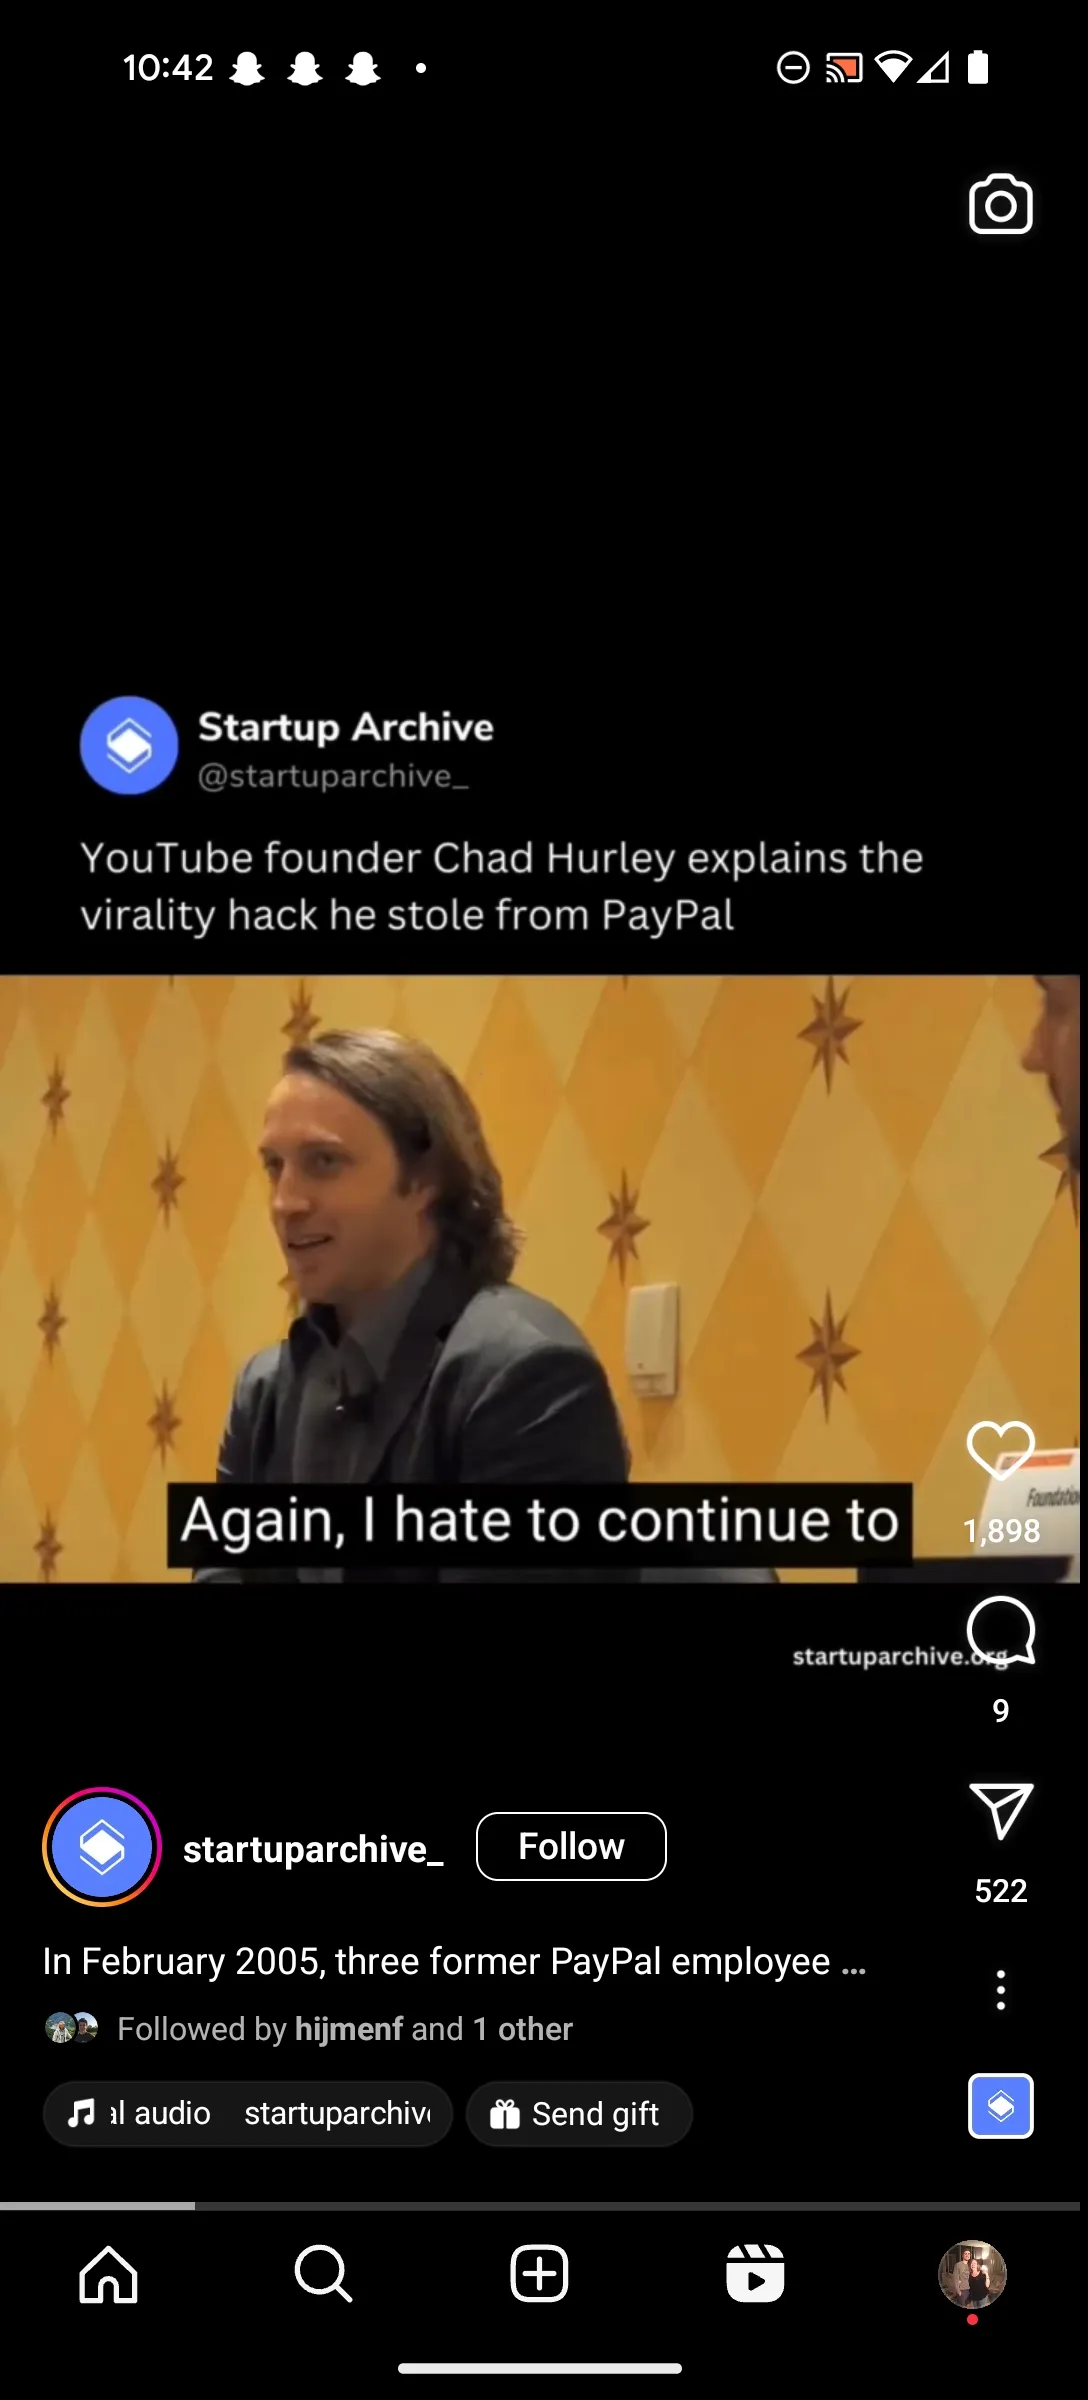 10:42
Startup Archive
@startuparchive_
YouTube founder Chad Hurley explains the
virality hack he stole from PayPal
Again, I hate to continue to
Foundation
1,898
startuparchive.org
9
startuparchive_
Follow
522
In February 2005, three former PayPal employee ...
Followed by hijmenf and 1 other
al audio startuparchiv
Send gift